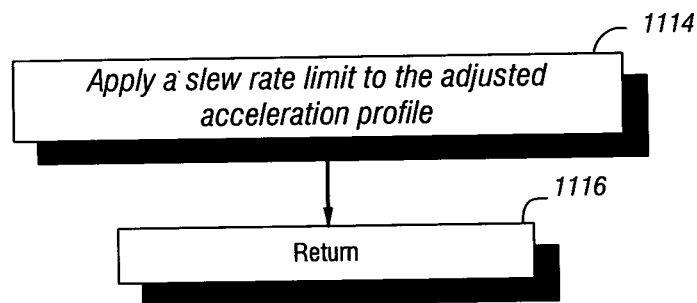 1114
Apply a slew rate limit to the adjusted
acceleration profile
1116
Return